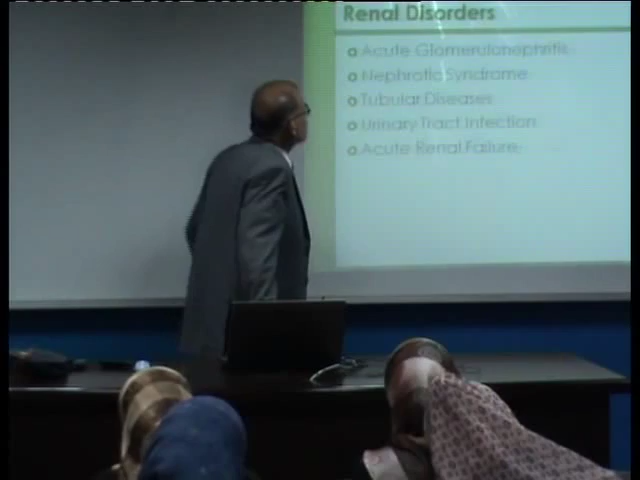 Renal Disorders
Acute Glomerulonephritis
Nephrotic Syndrome
Tubular Diseases
Urinary Tract Infection
Acute Renal Failure